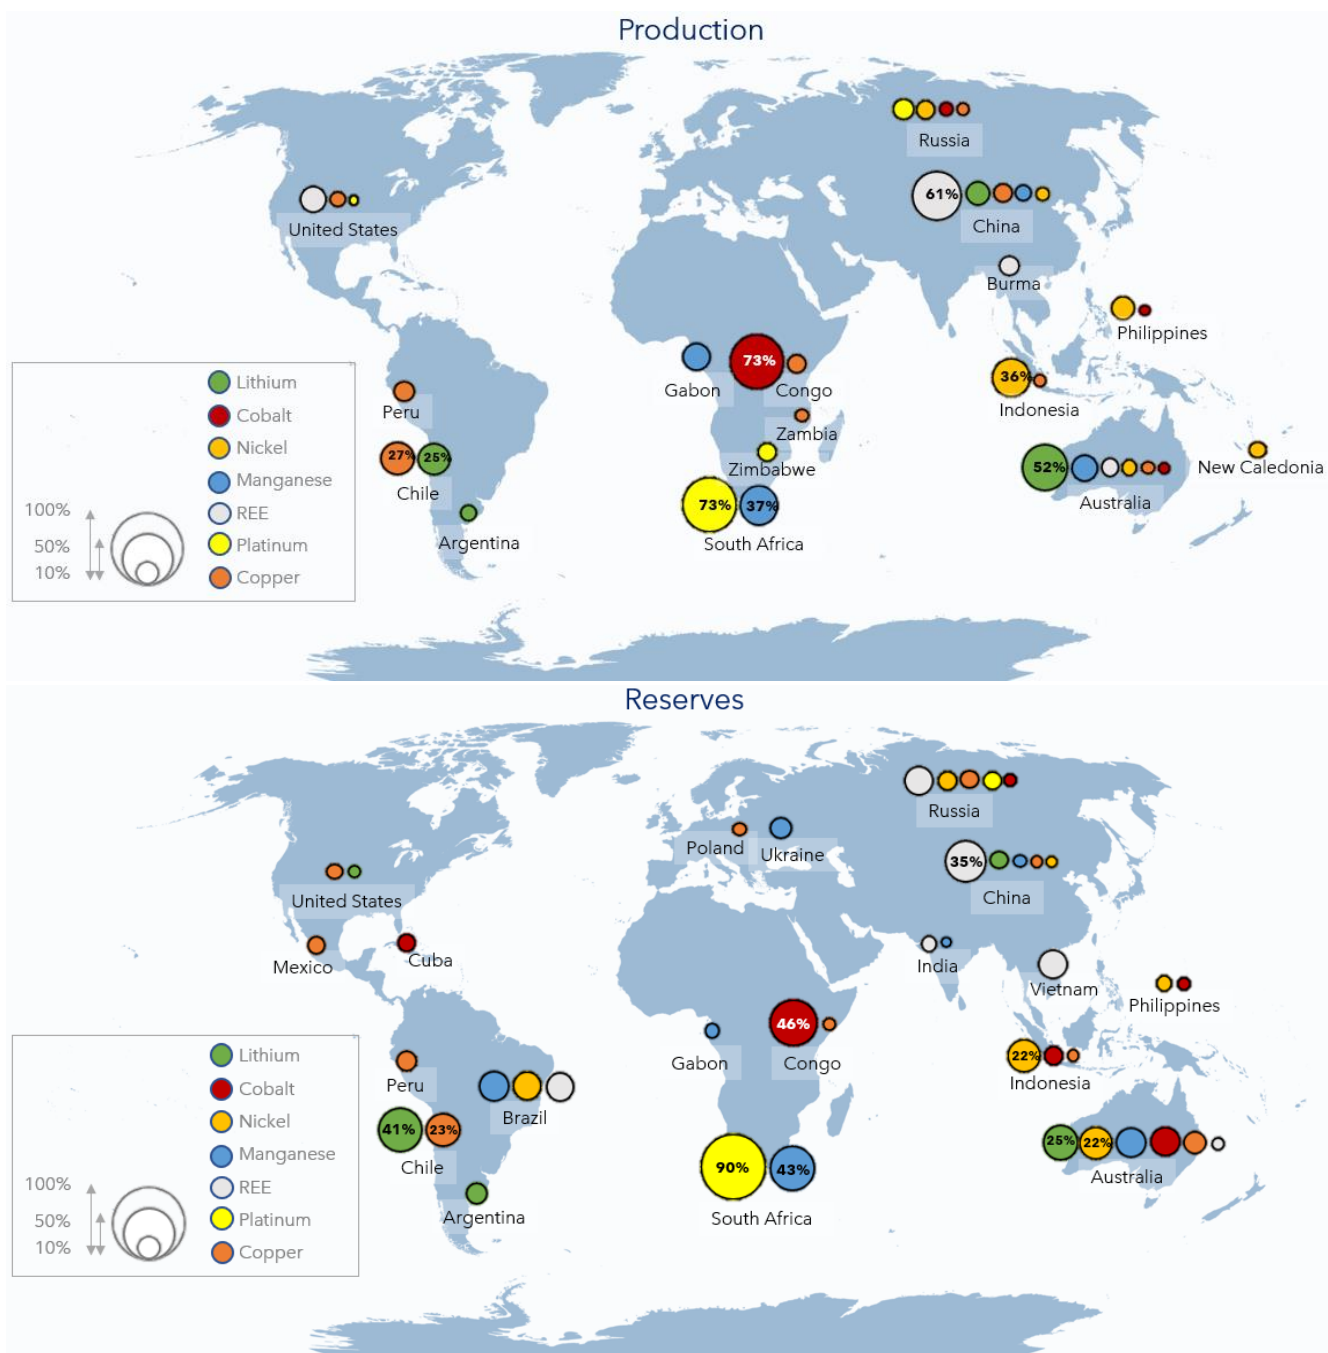 Production
Russia
61%
China
United States
Burma
Philippines
73%
Gabon
Congo
36%
Indonesia
Peru
Zambia
27%
25%
Zimbabwe
52%
New Caledonia
Chile
Australia
73%
37%
Argentina
South Africa
Lithium
Cobalt
Nickel
Manganese
REE
Platinum
Copper
100%
50%
10%
Reserves
Russia
Poland
Ukraine
35%
China
United States
Mexico
Cuba
India
Vietnam
Philippines
46%
Gabon
Congo
22%
Indonesia
Peru
Brazil
41%
23%
Chile
25%
22%
Australia
90%
43%
Argentina
South Africa
Lithium
Cobalt
Nickel
Manganese
REE
Platinum
Copper
100%
50%
10%